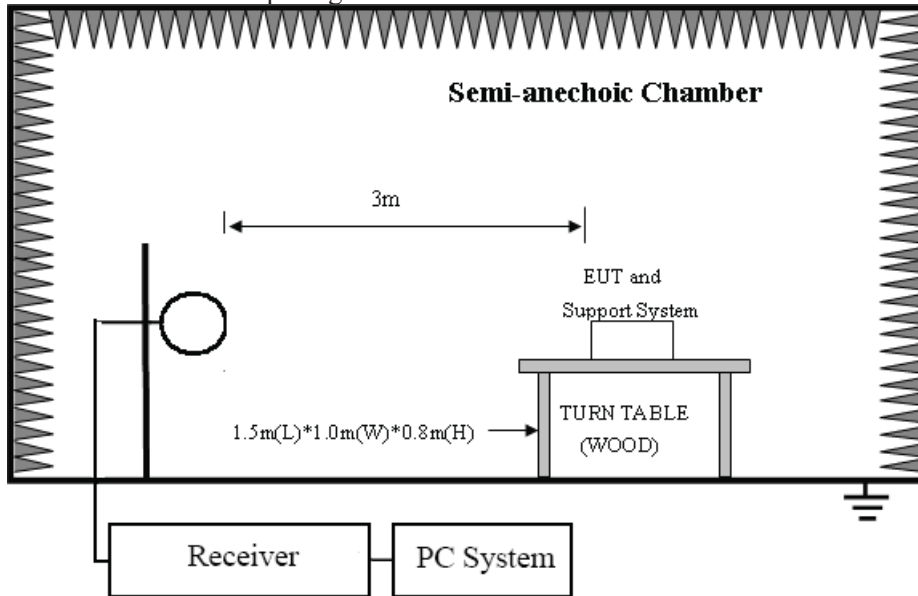 Semi-anechoic Chamber
3m
EUT and
Support System
1.5m(L)*1.0m(W)*0.8m(H)
TURN TABLE
(WOOD)
Receiver
PC System